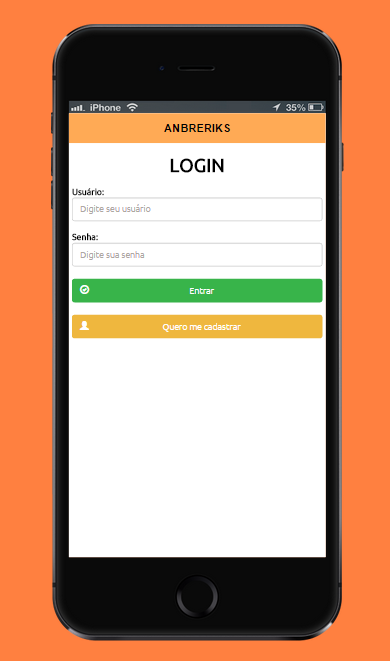 iPhone 35%
ANBRERIKS
LOGIN
Usuário:
Digite seu usuário
Senha:
Digite sua senha
Entrar
Quero me cadastrar